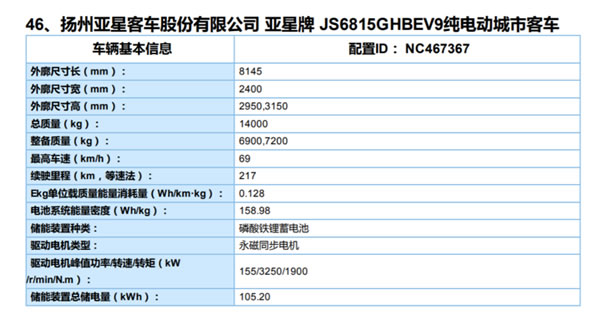 46、扬州亚星客车股份有限公司 亚星牌 JS6815GHBEV9纯电动城市客车
车辆基本信息 配置ID： NC467367
外廓尺寸长（mm）： 8145
外廓尺寸宽（mm）： 2400
外廓尺寸高（mm）： 2950,3150
总质量（kg）： 14000
整备质量（kg）： 6900,7200
最高车速（km/h）： 69
续驶里程（km，等速法）： 217
Ekg单位载质量能量消耗量（Wh/km·kg）： 0.128
电池系统能量密度（Wh/kg）： 158.98
储能装置种类： 磷酸铁锂蓄电池
驱动电机类型： 永磁同步电机
驱动电机峰值功率/转速/转矩（kW
/r/min/N.m）： 155/3250/1900
储能装置总储电量（kWh）： 105.20